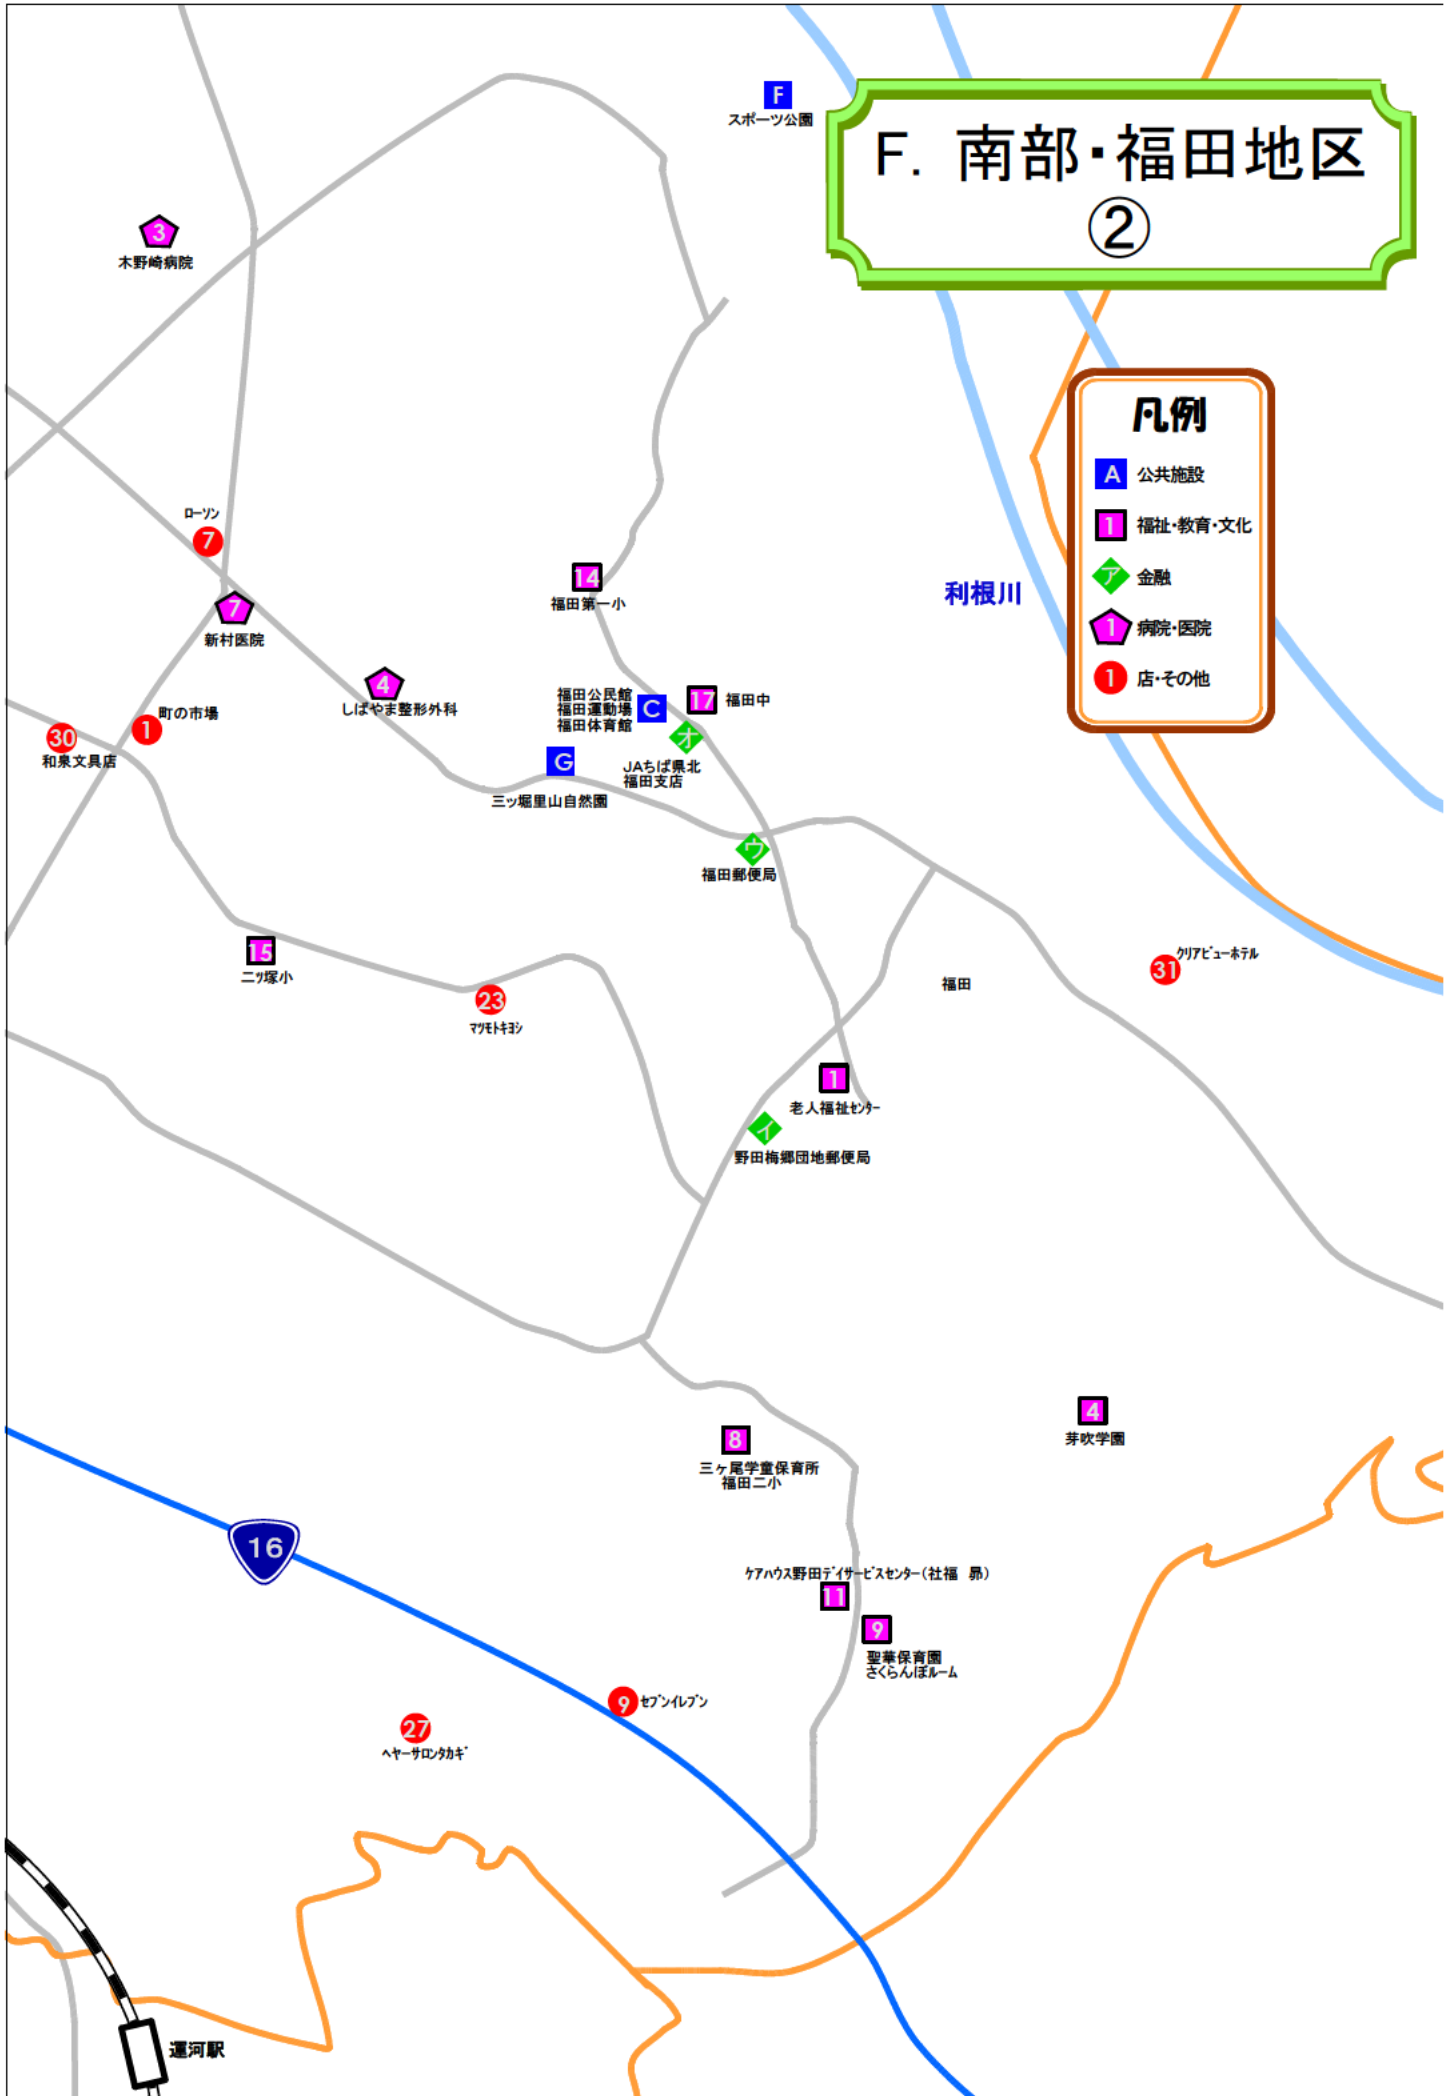 F
スポーツ公園
F. 南部・福田地区
②
3
木野崎病院
凡例
A 公共施設
1 福祉・教育・文化
ア 金融
1 病院・医院
1 店・その他
ローソン
7
14
福田第一小
利根川
7
新村医院
4
しばやま整形外科
福田公民館
福田運動場
福田体育館
C
17 福田中
オ
JAちば県北
福田支店
町の市場
1
30
和泉文具店
G
三ッ堀里山自然園
ウ
福田郵便局
15
二ツ塚小
23
マツモトキヨシ
福田
クリアビューホテル
31
1
老人福祉センター
イ
野田梅郷団地郵便局
4
芽吹学園
8
三ヶ尾学童保育所
福田二小
16
ケアハウス野田デイサービスセンター(社福 昴)
11
9
聖華保育園
さくらんぼルーム
9 セブンイレブン
27
ヘヤーサロンタカギ
運河駅